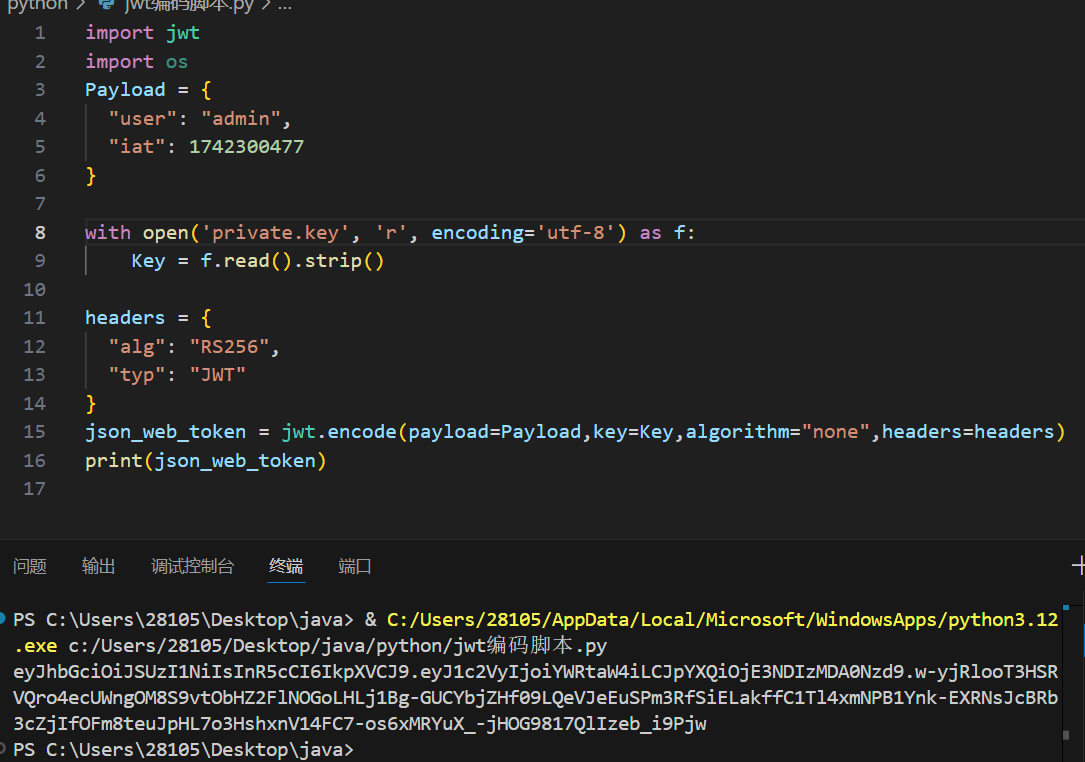 python > jwt编码脚本.py > ...
1 import jwt
2 import os
3 Payload = {
4   "user": "admin",
5   "iat": 1742300477
6 }
7
8 with open('private.key', 'r', encoding='utf-8') as f:
9     Key = f.read().strip()
10
11 headers = {
12   "alg": "RS256",
13   "typ": "JWT"
14 }
15 json_web_token = jwt.encode(payload=Payload,key=Key,algorithm="none",headers=headers)
16 print(json_web_token)
17
问题 输出 调试控制台 终端 端口
PS C:\Users\28105\Desktop\java> & C:/Users/28105/AppData/Local/Microsoft/WindowsApps/python3.12
.exe c:/Users/28105/Desktop/java/python/jwt编码脚本.py
eyJhbGciOiJSUzI1NiIsInR5cCI6IkpXVCJ9.eyJ1c2VyIjoiYWRtaW4iLCJpYXQiOjE3NDIzMDA0Nzd9.w-yjRlooT3HSR
VQro4ecUWngOM8S9vtObHZ2FlNOGoLHLj1Bg-GUCYbjZHf09LQeVJeEuSPm3RfSiELakffC1Tl4xmNPB1Ynk-EXRNsJcBRb
3cZjIfOFm8teuJpHL7o3HshxnV14FC7-os6xMRYuX_-jHOG9817QlIzeb_i9Pjw
PS C:\Users\28105\Desktop\java>